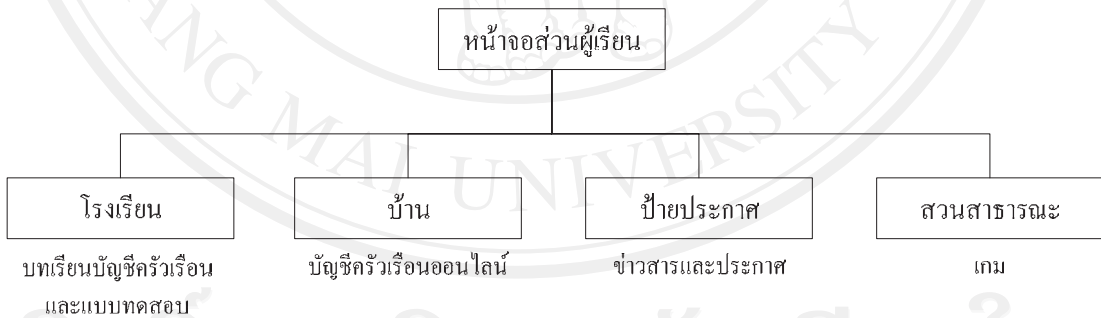 หน้าจอส่วนผู้เรียน
โรงเรียน
บ้าน
ป้ายประกาศ
สวนสาธารณะ
บทเรียนบัญชีครัวเรือน
และแบบทดสอบ
บัญชีครัวเรือนออนไลน์
ข่าวสารและประกาศ
เกม
ANG MAI UNIVERSITY